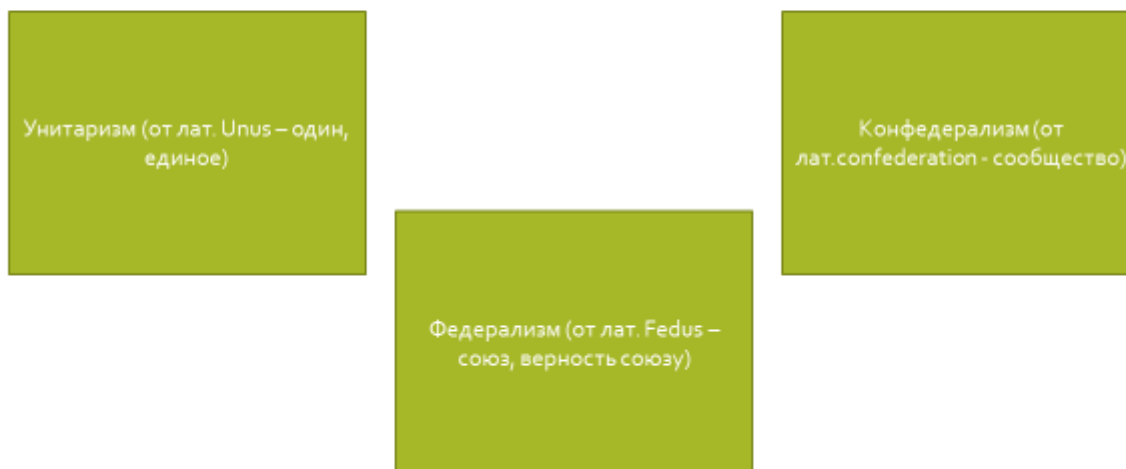 Унитаризм (от лат. Unus – один,
единое)
Конфедерализм (от
лат.confederation - сообщество)
Федерализм (от лат. Fedus –
союз, верность союзу)